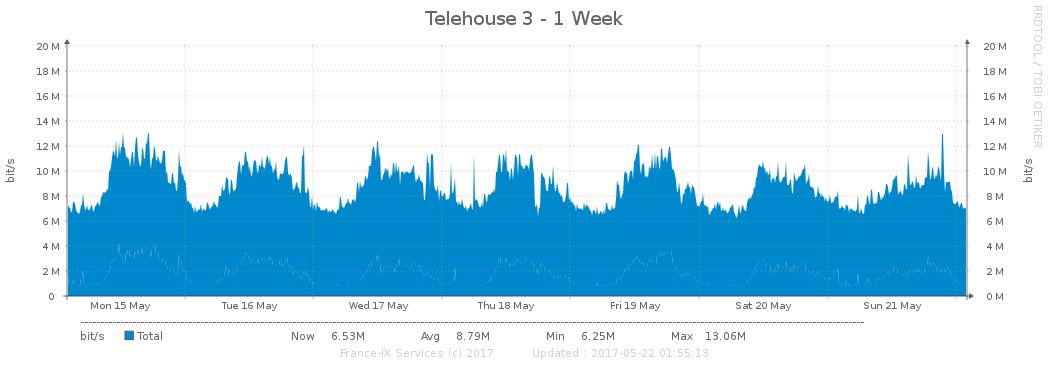 Telehouse 3 - 1 Week
RRDTOOL / TOBI OETIKER
20 M 20 M
18 M 18 M
16 M 16 M
14 M 14 M
12 M 12 M
10 M 10 M
8 M 8 M
6 M 6 M
4 M 4 M
2 M 2 M
0 0 M
bit/s bit/s
Mon 15 May Tue 16 May Wed 17 May Thu 18 May Fri 19 May Sat 20 May Sun 21 May
bit/s Total Now 6.53M Avg 8.79M Min 6.25M Max 13.06M
France-IX Services (c) 2017 Updated : 2017-05-22 01:55:13